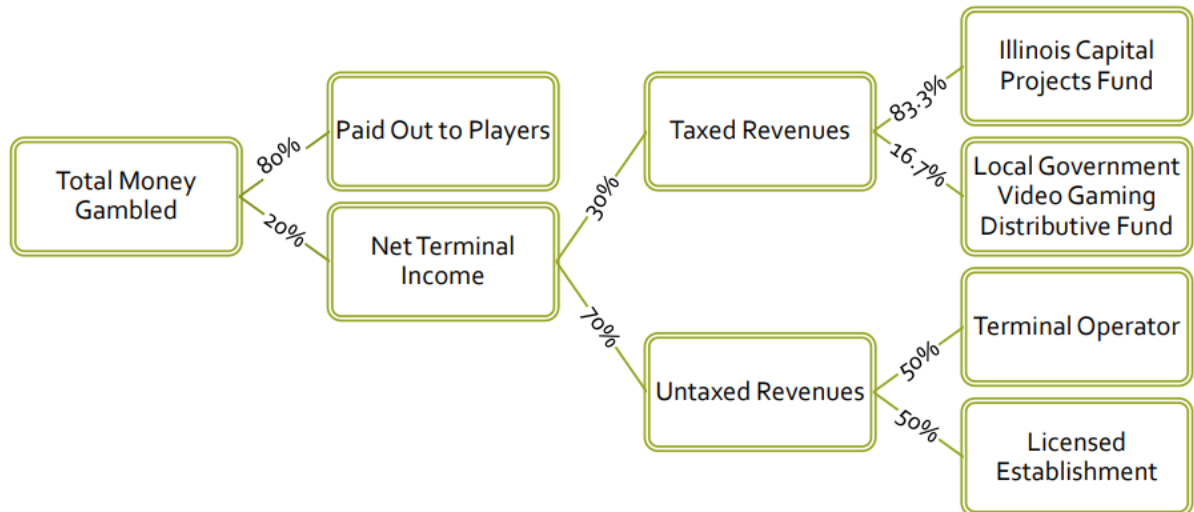 Total Money
Gambled
80%
20%
Paid Out to Players
Net Terminal
Income
30%
70%
Taxed Revenues
Untaxed Revenues
83.3%
16.7%
50%
50%
Illinois Capital
Projects Fund
Local Government
Video Gaming
Distributive Fund
Terminal Operator
Licensed
Establishment